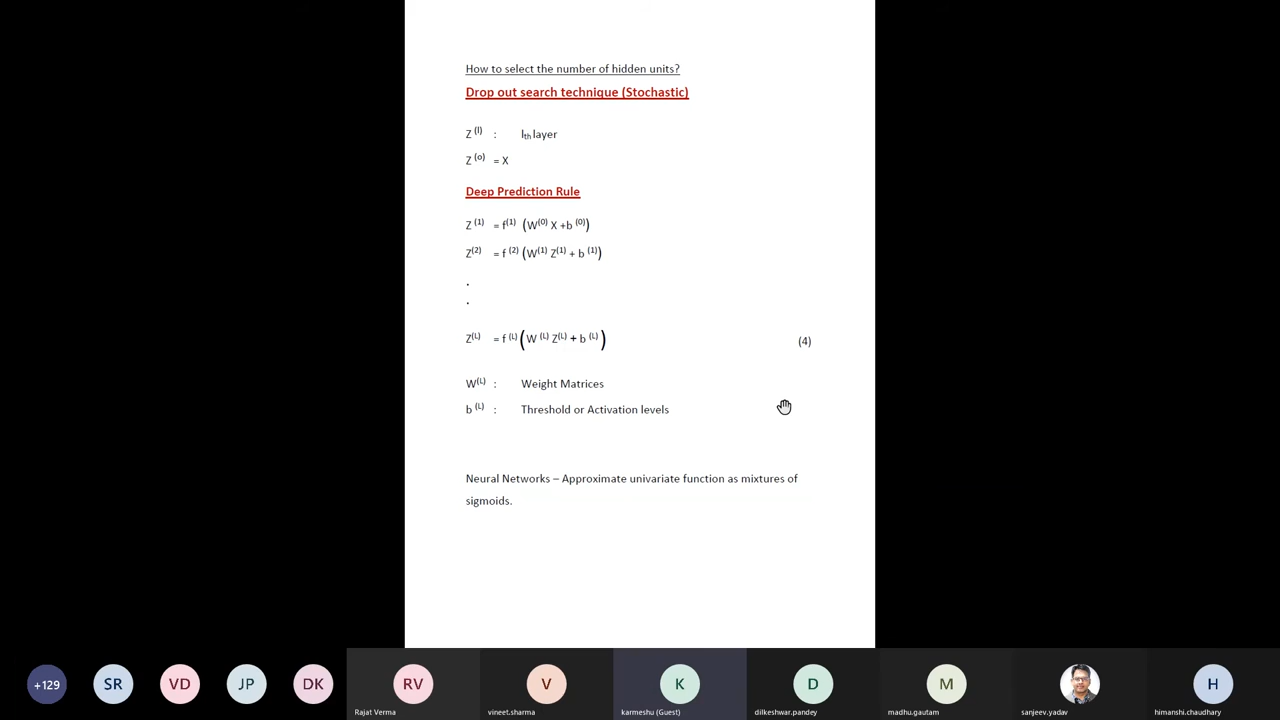 How to select the number of hidden units?
Drop out search technique (Stochastic)
Z (l) : lth layer
Z (o) = X
Deep Prediction Rule
Z (1) = f(1) (W(0) X +b (0))
Z(2) = f (2) (W(1) Z(1) + b (1))
.
.
Z(L) = f (L) (W (L) Z(L) + b (L)) (4)
W(L) : Weight Matrices
b (L) : Threshold or Activation levels
Neural Networks – Approximate univariate function as mixtures of
sigmoids.
+129 SR VD JP DK RV V K D M H
Rajat Verma vineet.sharma karmeshu (Guest) dilkeshwar.pandey madhu.gautam sanjeev.yadav himanshi.chaudhary